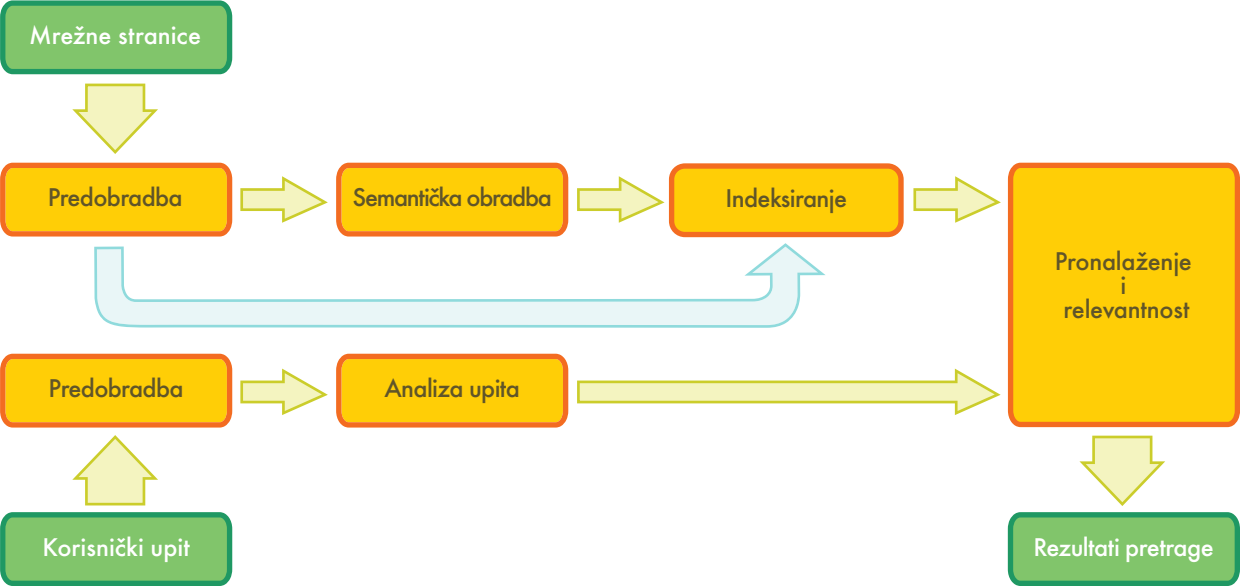 Mrežne stranice
Predobradba
Semantička obradba
Indeksiranje
Pronalaženje
i
relevantnost
Predobradba
Analiza upita
Korisnički upit
Rezultati pretrage